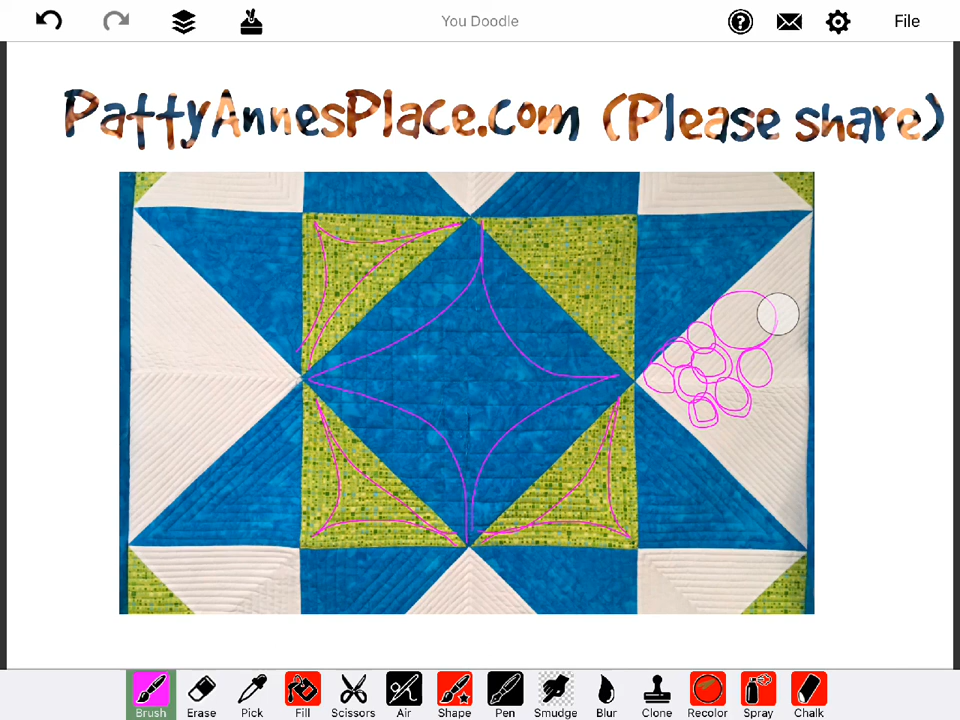 You Doodle
File
PattyAnnesPlace.com (Please share)
Brush Erase Pick Fill Scissors Air Shape Pen Smudge Blur Clone Recolor Spray Chalk